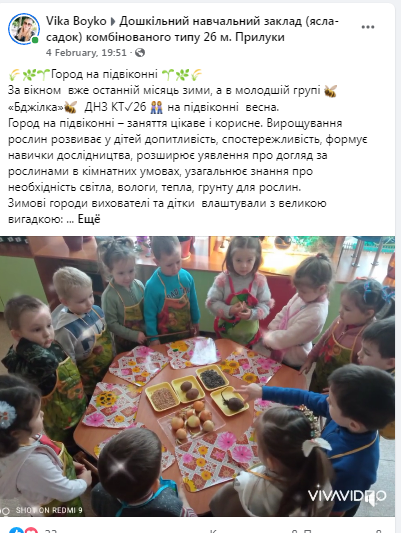 Vika Boyko ▸ Дошкільний навчальний заклад (ясла-
садок) комбінованого типу 26 м. Прилуки
4 February, 19:51 ·
🌾🌿🌱Город на підвіконні 🌱🌿🌾
За вікном вже останній місяць зими, а в молодшій групі 🐝
«Бджілка»🐝 ДНЗ КТ✓26 👫 на підвіконні весна.
Город на підвіконні – заняття цікаве і корисне. Вирощування
рослин розвиває у дітей допитливість, спостережливість, формує
навички дослідництва, розширює уявлення про догляд за
рослинами в кімнатних умовах, узагальнює знання про
необхідність світла, вологи, тепла, грунту для рослин.
Зимові городи вихователі та дітки влаштували з великою
вигадкою: ... Ещё
SHOT ON REDMI 9
VIVAVIDEO